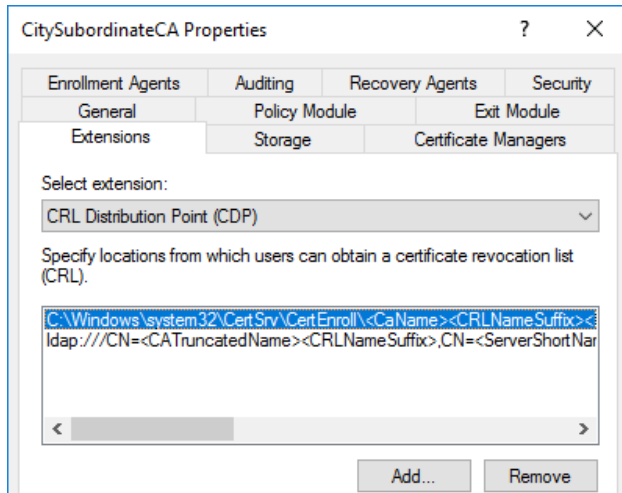 CitySubordinateCA Properties ? ×
Enrollment Agents Auditing Recovery Agents Security
General Policy Module Exit Module
Extensions Storage Certificate Managers
Select extension:
CRL Distribution Point (CDP)
Specify locations from which users can obtain a certificate revocation list
(CRL).
C:\Windows\system32\CertSrv\CertEnroll\<CaName><CRLNameSuffix><
ldap:///CN=<CATruncatedName><CRLNameSuffix>,CN=<ServerShortNar
Add... Remove